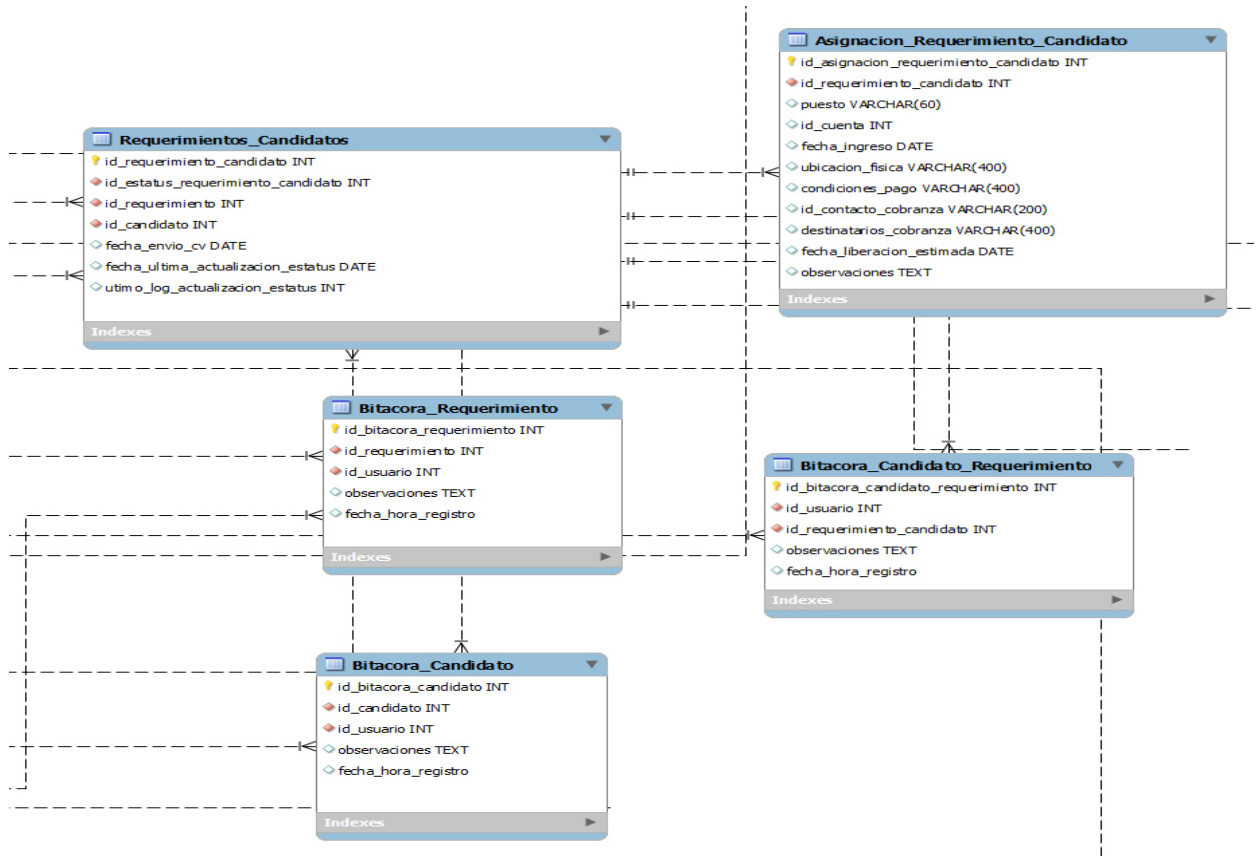 Asignacion_Requerimiento_Candidato
id_asignacion_requerimiento_candidato INT
id_requerimiento_candidato INT
puesto VARCHAR(60)
id_cuenta INT
fecha_ingreso DATE
ubicacion_fisica VARCHAR(400)
condiciones_pago VARCHAR(400)
id_contacto_cobranza VARCHAR(200)
destinatarios_cobranza VARCHAR(400)
fecha_liberacion_estimada DATE
observaciones TEXT
Indexes
Requerimientos_Candidatos
id_requerimiento_candidato INT
id_estatus_requerimiento_candidato INT
id_requerimiento INT
id_candidato INT
fecha_envio_cv DATE
fecha_ultima_actualizacion_estatus DATE
utimo_log_actualizacion_estatus INT
Indexes
Bitacora_Requerimiento
id_bitacora_requerimiento INT
id_requerimiento INT
id_usuario INT
observaciones TEXT
fecha_hora_registro
Indexes
Bitacora_Candidato_Requerimiento
id_bitacora_candidato_requerimiento INT
id_usuario INT
id_requerimiento_candidato INT
observaciones TEXT
fecha_hora_registro
Indexes
Bitacora_Candidato
id_bitacora_candidato INT
id_candidato INT
id_usuario INT
observaciones TEXT
fecha_hora_registro
Indexes